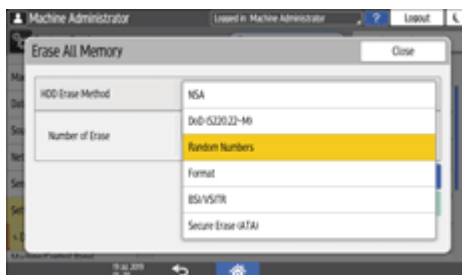 Machine Administrator
Logged in Machine Administrator
?
Logout
Erase All Memory
Close
HDD Erase Method
NSA
DoD (5220.22-M)
Number of Erase
Random Numbers
Format
BSI/VSITR
Secure Erase (ATA)